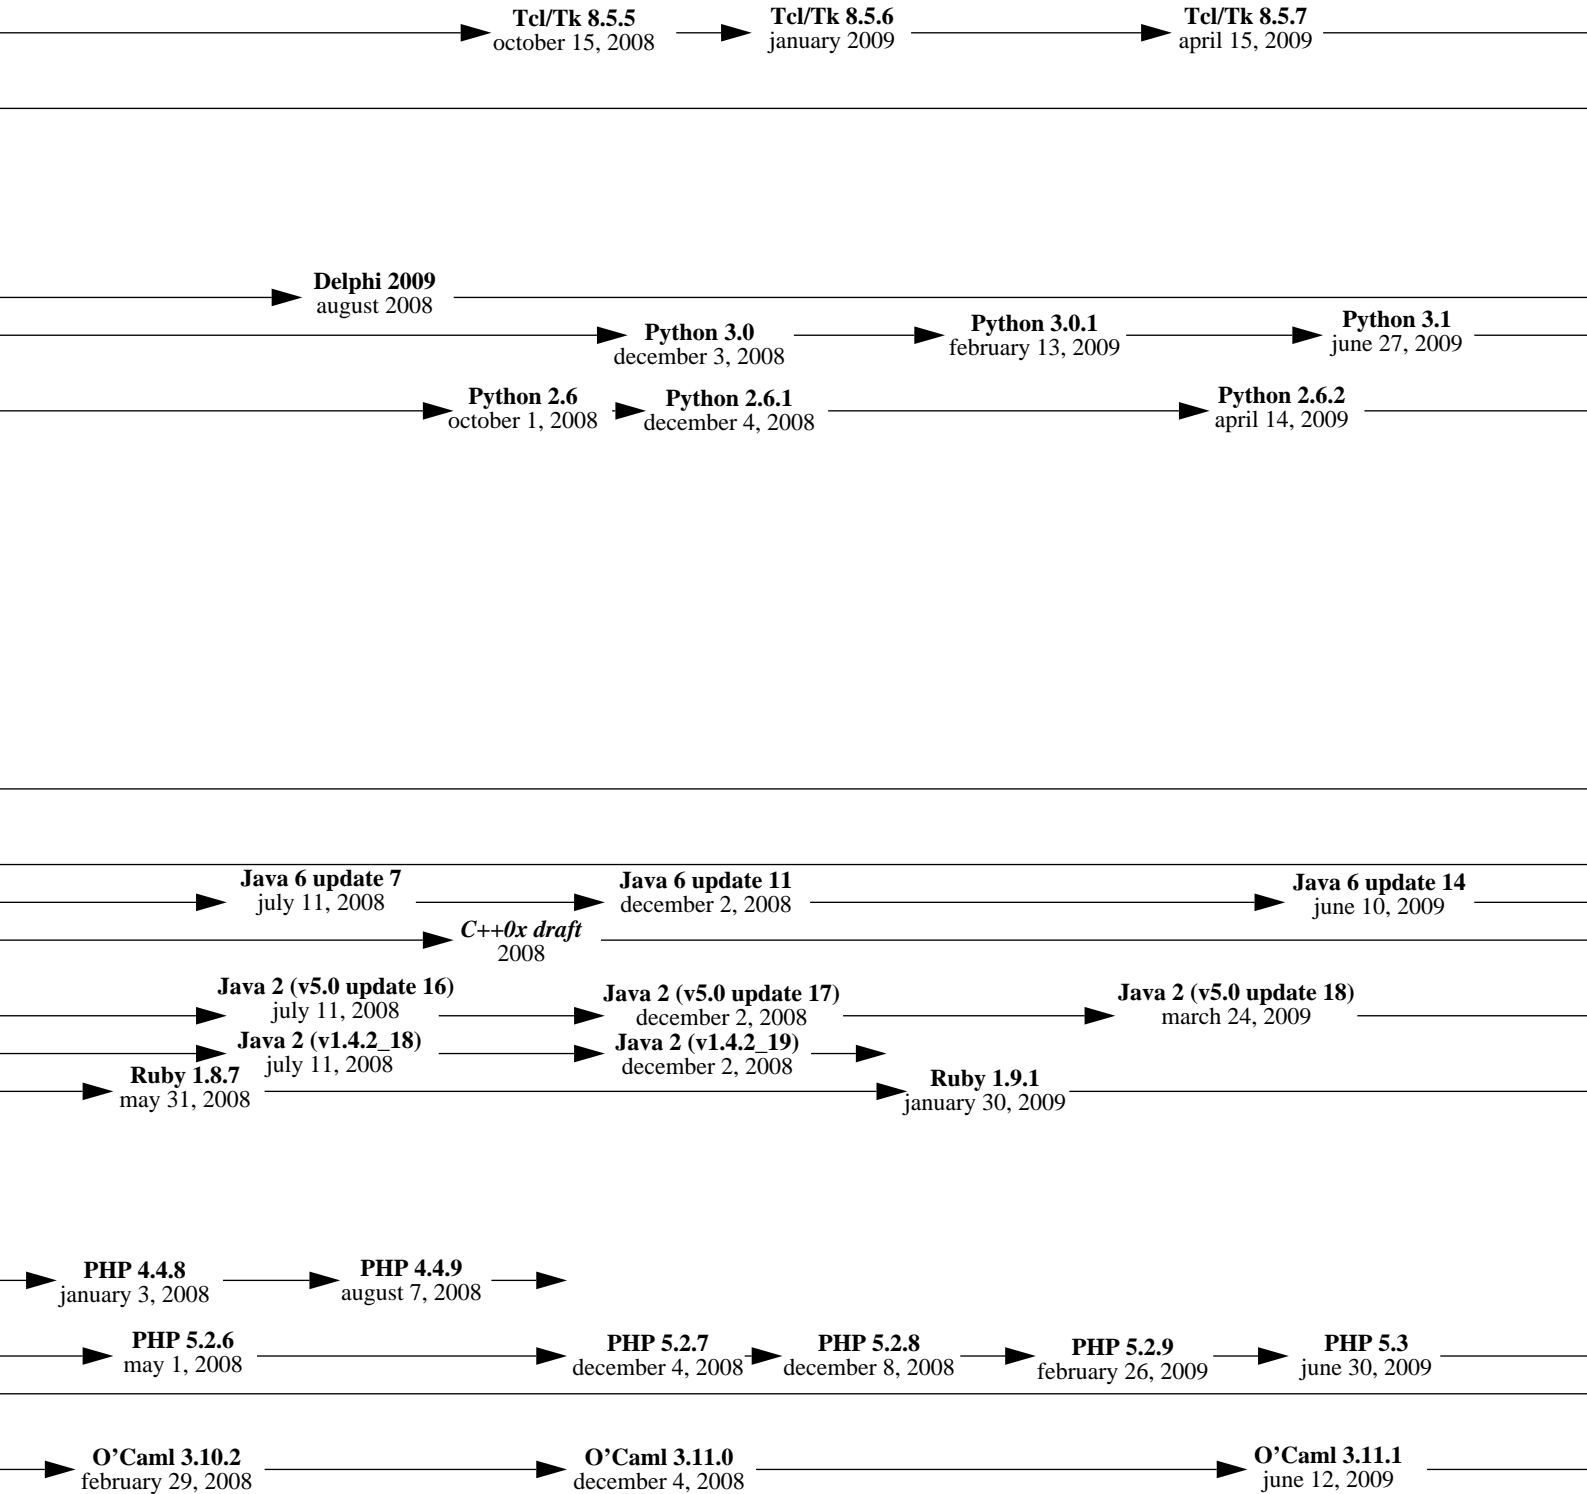 Tcl/Tk 8.5.5
october 15, 2008
Tcl/Tk 8.5.6
january 2009
Tcl/Tk 8.5.7
april 15, 2009
Delphi 2009
august 2008
Python 3.0
december 3, 2008
Python 3.0.1
february 13, 2009
Python 3.1
june 27, 2009
Python 2.6
october 1, 2008
Python 2.6.1
december 4, 2008
Python 2.6.2
april 14, 2009
Java 6 update 7
july 11, 2008
Java 6 update 11
december 2, 2008
Java 6 update 14
june 10, 2009
C++0x draft
2008
Java 2 (v5.0 update 16)
july 11, 2008
Java 2 (v5.0 update 17)
december 2, 2008
Java 2 (v5.0 update 18)
march 24, 2009
Java 2 (v1.4.2_18)
july 11, 2008
Java 2 (v1.4.2_19)
december 2, 2008
Ruby 1.8.7
may 31, 2008
Ruby 1.9.1
january 30, 2009
PHP 4.4.8
january 3, 2008
PHP 4.4.9
august 7, 2008
PHP 5.2.6
may 1, 2008
PHP 5.2.7
december 4, 2008
PHP 5.2.8
december 8, 2008
PHP 5.2.9
february 26, 2009
PHP 5.3
june 30, 2009
O’Caml 3.10.2
february 29, 2008
O’Caml 3.11.0
december 4, 2008
O’Caml 3.11.1
june 12, 2009